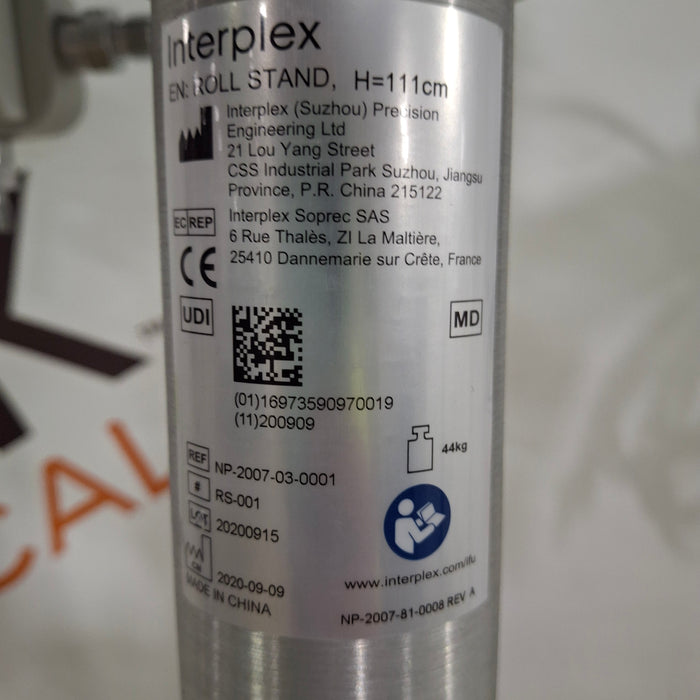 Interplex
EN: ROLL STAND, H=111cm
Interplex (Suzhou) Precision
Engineering Ltd
21 Lou Yang Street
CSS Industrial Park Suzhou, Jiangsu
Province, P.R. China 215122
EC REP
Interplex Soprec SAS
6 Rue Thalès, ZI La Maltière,
25410 Dannemarie sur Crête, France
CE
UDI
MD
(01)16973590970019
(11)200909
44kg
REF NP-2007-03-0001
# RS-001
LOT 20200915
CN 2020-09-09
MADE IN CHINA
www.interplex.com/ifu
NP-2007-81-0008 REV A
CAL